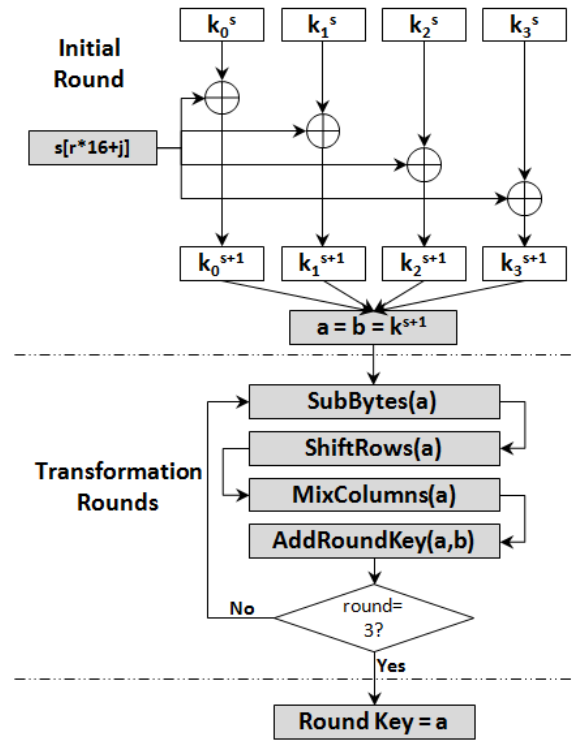 k₀ˢ k₁ˢ k₂ˢ k₃ˢ
Initial
Round
s[r*16+j]
k₀ˢ⁺¹ k₁ˢ⁺¹ k₂ˢ⁺¹ k₃ˢ⁺¹
a = b = kˢ⁺¹
SubBytes(a)
ShiftRows(a)
Transformation
Rounds
MixColumns(a)
AddRoundKey(a,b)
round=
3?
No
Yes
Round Key = a